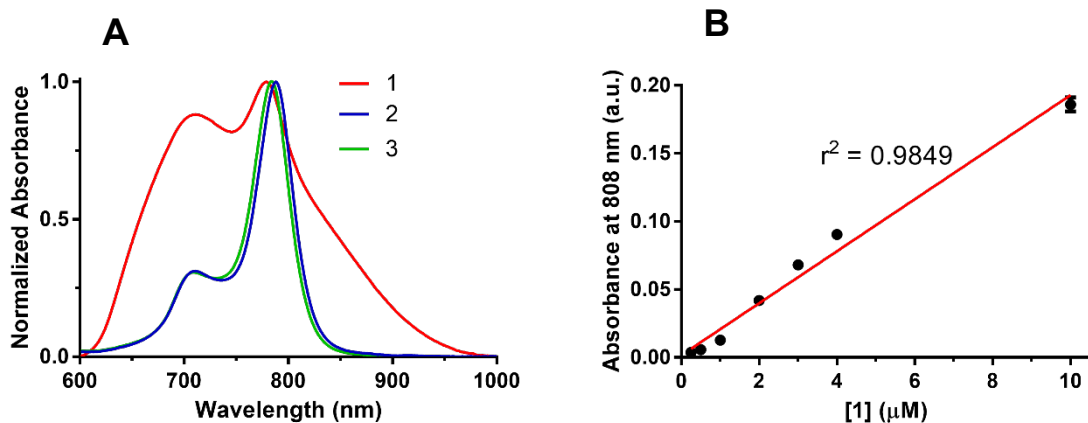 A
Normalized Absorbance
1.0
0.5
0.0
600 700 800 900 1000
Wavelength (nm)
1
2
3
B
Absorbance at 808 nm (a.u.)
0.20
0.15
0.10
0.05
0.00
0 2 4 6 8 10
[1] (μM)
r² = 0.9849